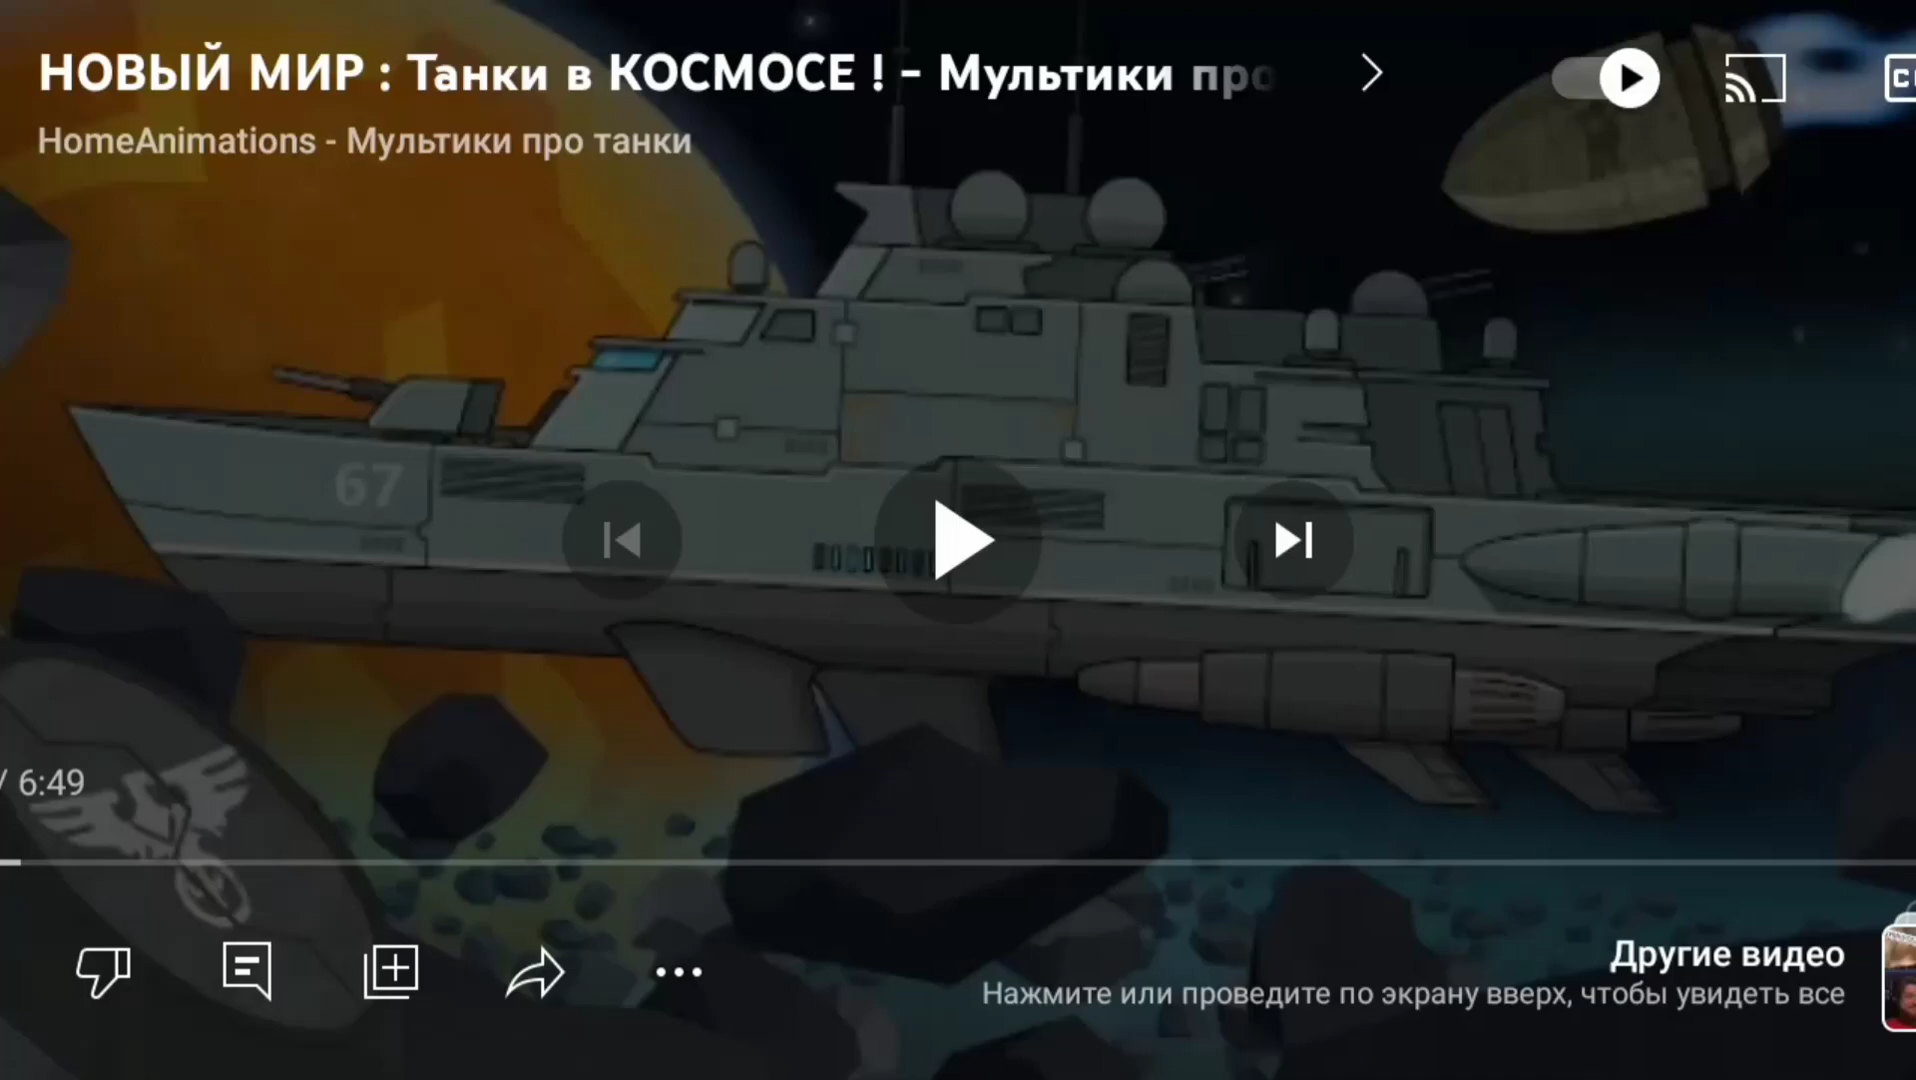 НОВЫЙ МИР : Танки в КОСМОСЕ ! - Мультики про
HomeAnimations - Мультики про танки
67
/ 6:49
Другие видео
Нажмите или проведите по экрану вверх, чтобы увидеть все